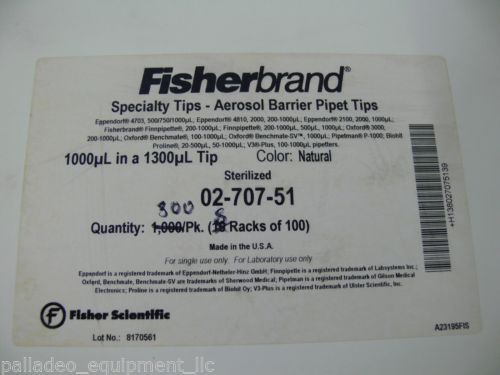 Fisherbrand®
Specialty Tips - Aerosol Barrier Pipet Tips
Eppendorf® 4703, 500/750/1000µL, Eppendorf® 4810, 2000, 200-1000µL; Eppendorf® 2100, 2000, 1000µL;
Fisherbrand® Finnpipette®, 200-1000µL, Finnpipette®, 200-1000µL, 500µL, 1000µL; Oxford® 3000;
200-1000µL; Oxford® Benchmate®, 100-1000µL; Oxford® Benchmate-SV™, 1000µL; Pipetman® P-1000, Biohit
Proline®, 20-500µL, 50-1000µL; V3®-Plus, 100-1000µL pipetters.
1000µL in a 1300µL Tip Color: Natural
Sterilized
02-707-51
800 8
Quantity: 1,000/Pk. (10 Racks of 100)
Made in the U.S.A.
For single use only. For Laboratory use only
Eppendorf is a registered trademark of Eppendorf-Netheler-Hinz GmbH; Finnpipette is a registered trademark of Labsystems Inc.;
Oxford, Benchmate, Benchmate-SV are trademarks of Sherwood Medical; Pipetman is a registered trademark of Gilson Medical
Electronics; Proline is a registered trademark of Biohit Oy; V3-Plus is a registered trademark of Ulster Scientific, Inc.
Fisher Scientific
Lot No.: 8170561
A23195FIS
+H138027075139
© palladeo_equipment_llc
palladeo_equipment_llc